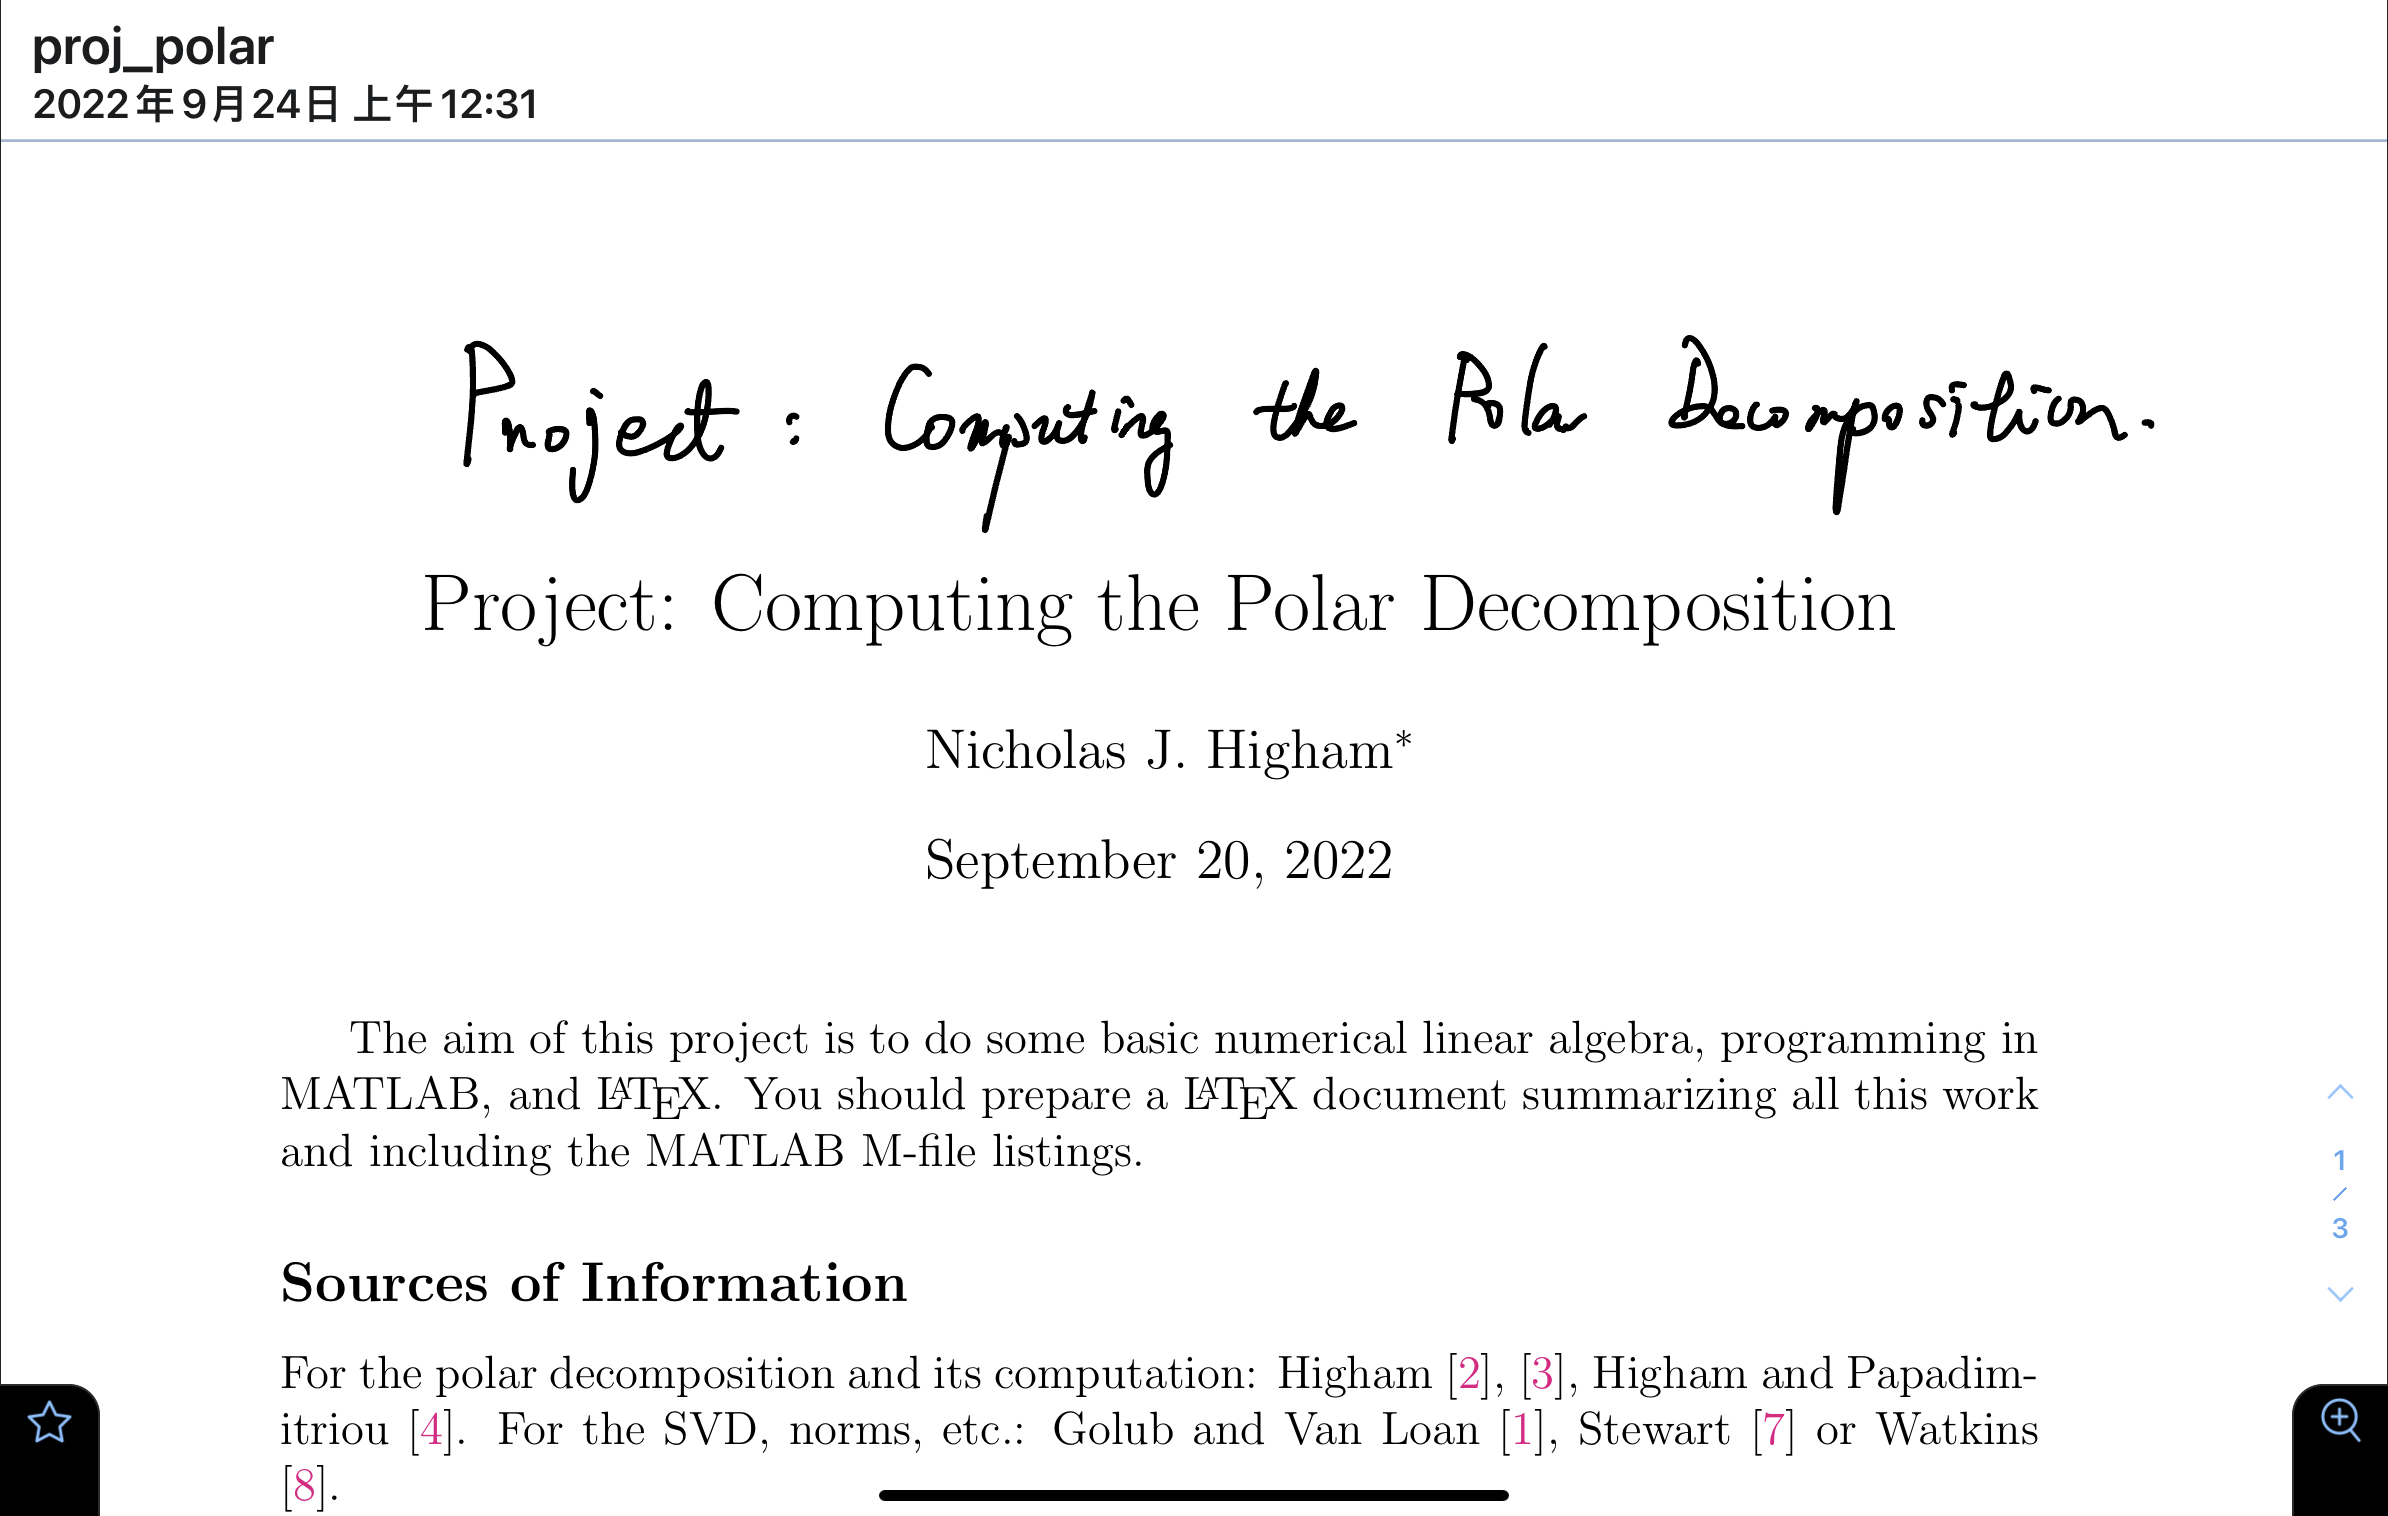 proj_polar
2022年9月24日 上午12:31
Project : Computing the Polar Decomposition.
Project: Computing the Polar Decomposition
Nicholas J. Higham*
September 20, 2022
The aim of this project is to do some basic numerical linear algebra, programming in
MATLAB, and LATEX. You should prepare a LATEX document summarizing all this work
and including the MATLAB M-file listings.
Sources of Information
For the polar decomposition and its computation: Higham [2], [3], Higham and Papadim-
itriou [4]. For the SVD, norms, etc.: Golub and Van Loan [1], Stewart [7] or Watkins
[8].
1
/
3